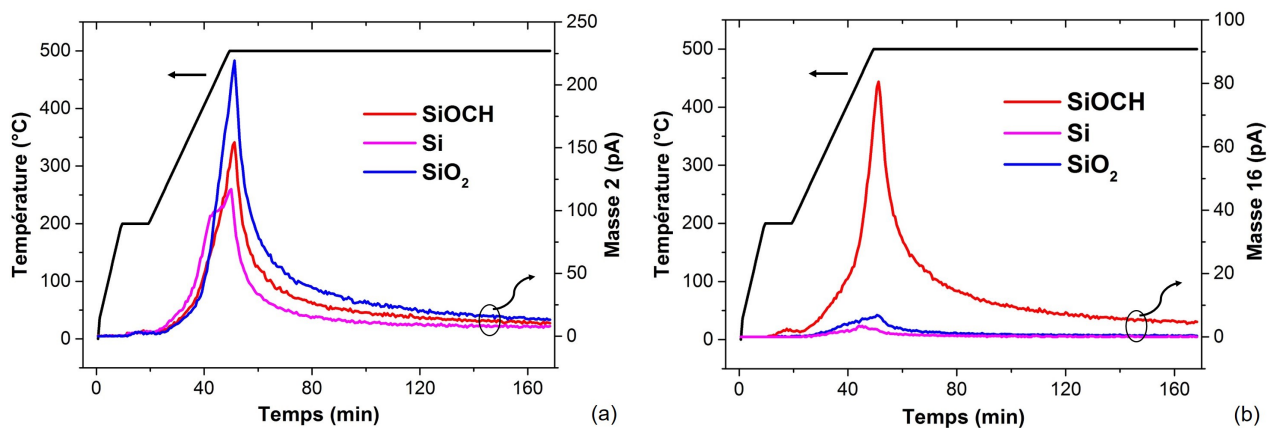 500
400
300
200
100
0
Température (°C)
250
200
150
100
50
0
Masse 2 (pA)
SiOCH
Si
SiO2
0 40 80 120 160
Temps (min)
(a)
500
400
300
200
100
0
Température (°C)
100
80
60
40
20
0
Masse 16 (pA)
SiOCH
Si
SiO2
0 40 80 120 160
Temps (min)
(b)